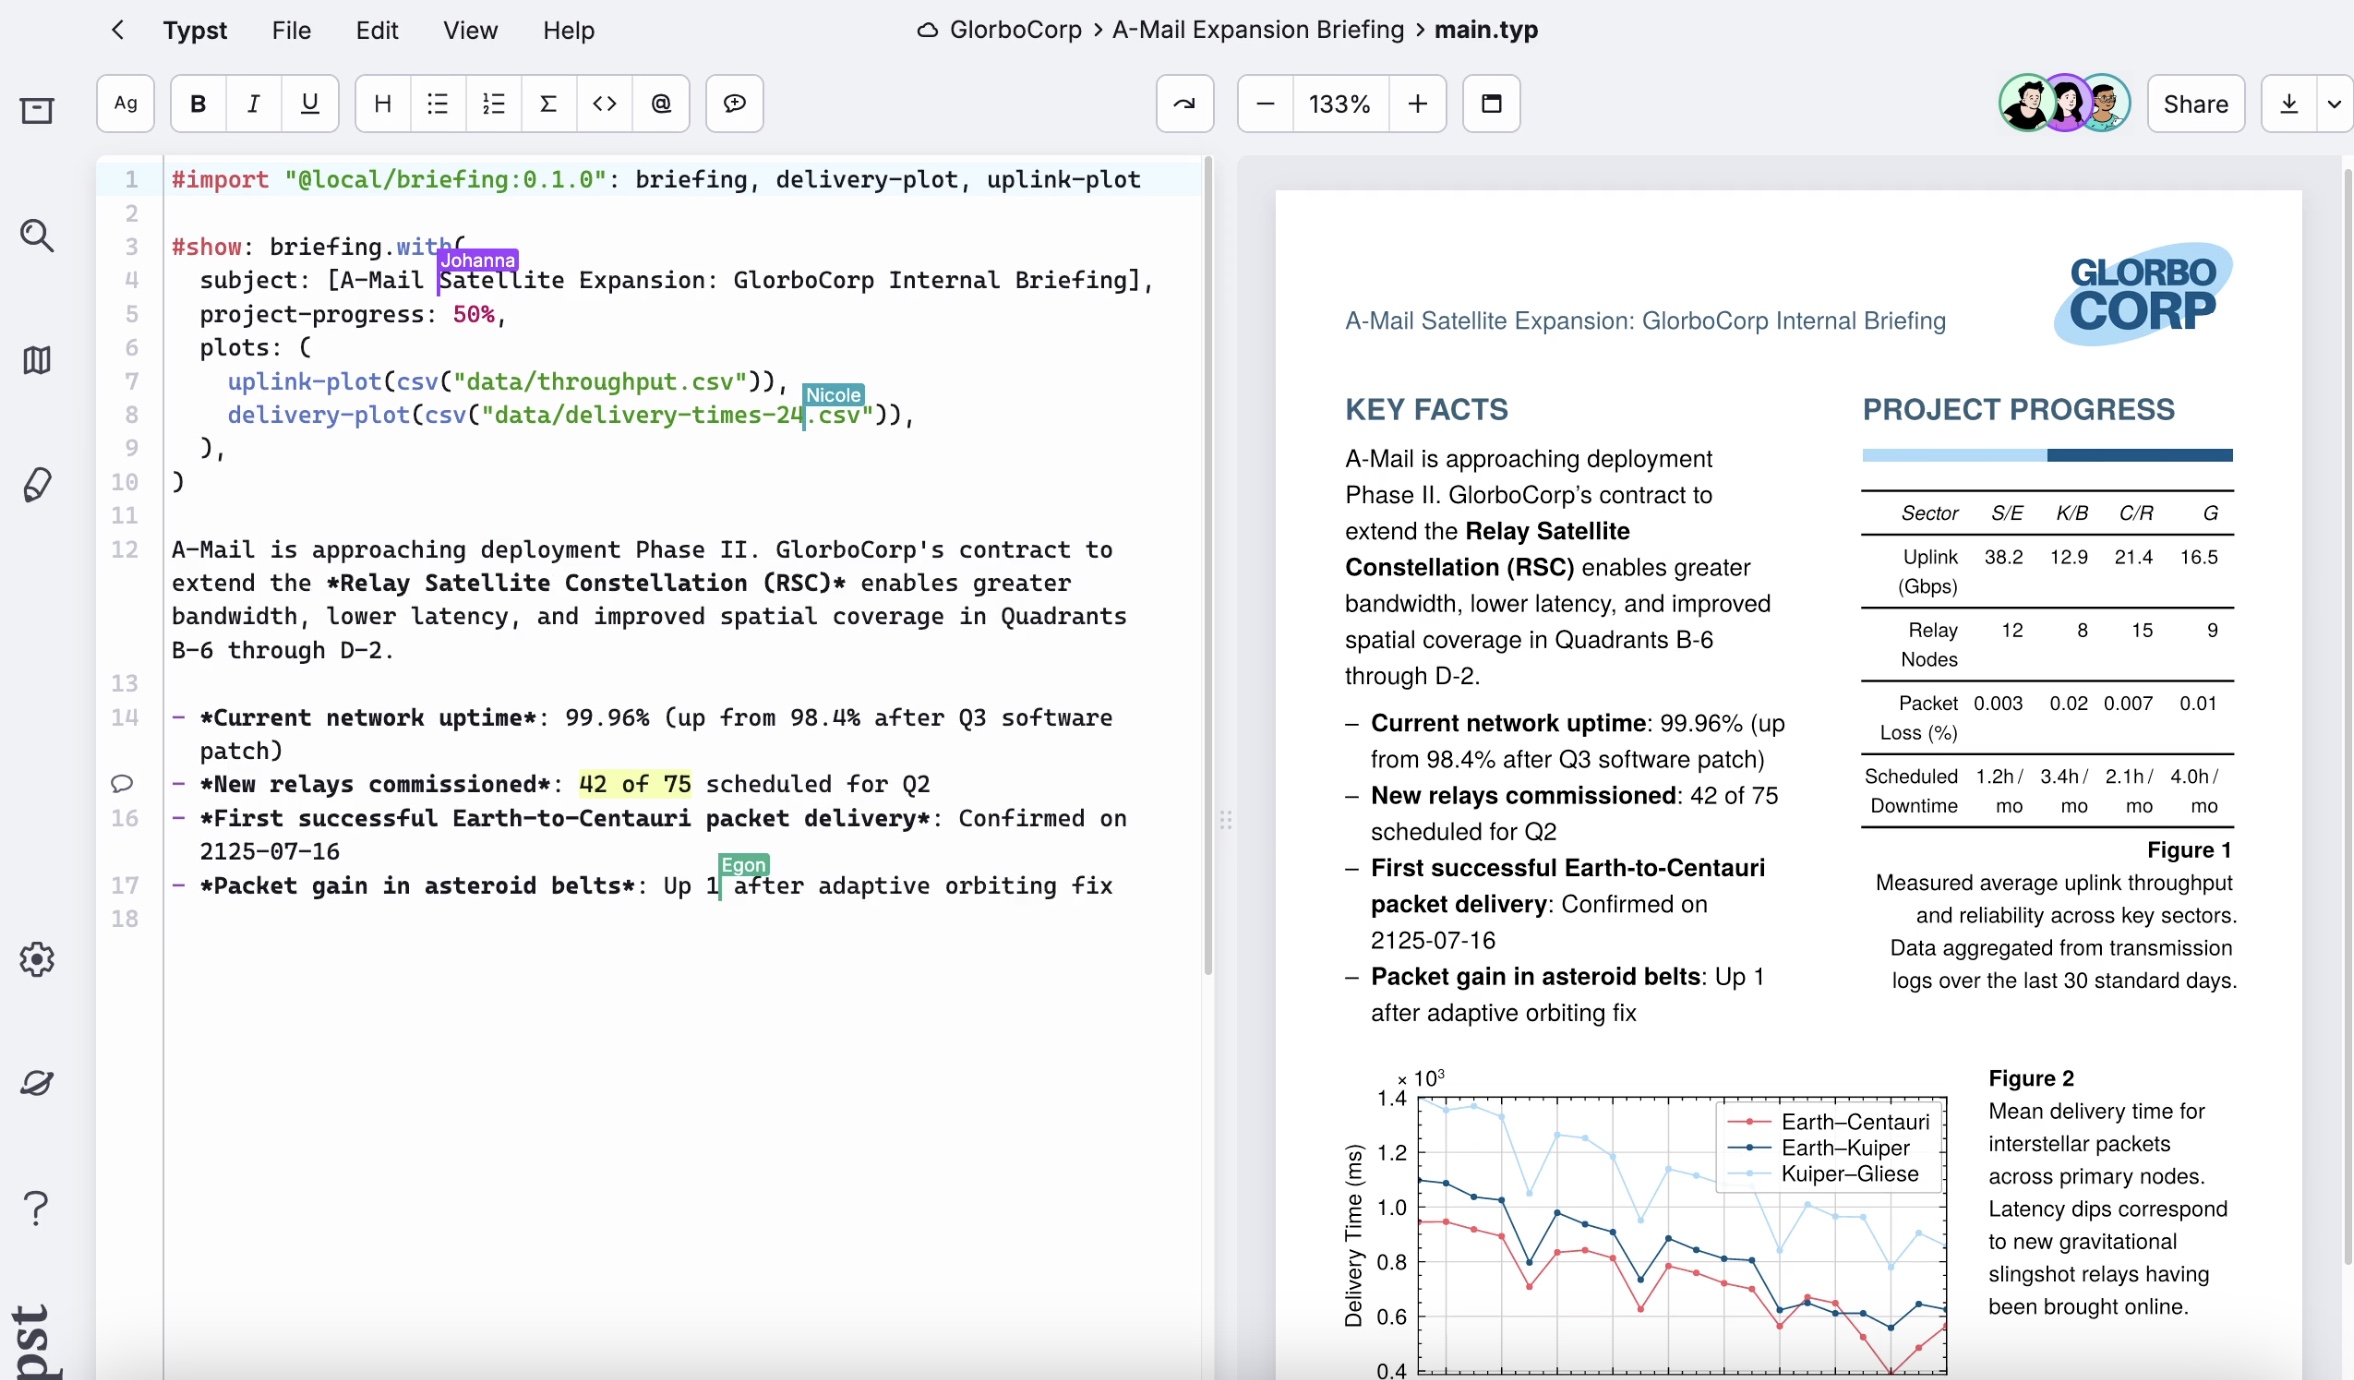 Typst File Edit View Help
GlorboCorp › A-Mail Expansion Briefing › main.typ
Ag B I U H Σ <> @
133%
Share
1 #import "@local/briefing:0.1.0": briefing, delivery-plot, uplink-plot
2
3 #show: briefing.with(
Johanna
4 subject: [A-Mail Satellite Expansion: GlorboCorp Internal Briefing],
5 project-progress: 50%,
6 plots: (
7 uplink-plot(csv("data/throughput.csv")),
Nicole
8 delivery-plot(csv("data/delivery-times-24.csv")),
9 ),
10 )
11
12 A-Mail is approaching deployment Phase II. GlorboCorp's contract to
extend the *Relay Satellite Constellation (RSC)* enables greater
bandwidth, lower latency, and improved spatial coverage in Quadrants
B-6 through D-2.
13
14 - *Current network uptime*: 99.96% (up from 98.4% after Q3 software
patch)
- *New relays commissioned*: 42 of 75 scheduled for Q2
16 - *First successful Earth-to-Centauri packet delivery*: Confirmed on
2125-07-16
Egon
17 - *Packet gain in asteroid belts*: Up 1 after adaptive orbiting fix
18
pst
GLORBO
CORP
A-Mail Satellite Expansion: GlorboCorp Internal Briefing
KEY FACTS
A-Mail is approaching deployment
Phase II. GlorboCorp’s contract to
extend the Relay Satellite
Constellation (RSC) enables greater
bandwidth, lower latency, and improved
spatial coverage in Quadrants B-6
through D-2.
– Current network uptime: 99.96% (up
from 98.4% after Q3 software patch)
– New relays commissioned: 42 of 75
scheduled for Q2
– First successful Earth-to-Centauri
packet delivery: Confirmed on
2125-07-16
– Packet gain in asteroid belts: Up 1
after adaptive orbiting fix
PROJECT PROGRESS
Sector S/E K/B C/R G
Uplink 38.2 12.9 21.4 16.5
(Gbps)
Relay 12 8 15 9
Nodes
Packet 0.003 0.02 0.007 0.01
Loss (%)
Scheduled 1.2h/ 3.4h/ 2.1h/ 4.0h/
Downtime mo mo mo mo
Figure 1
Measured average uplink throughput
and reliability across key sectors.
Data aggregated from transmission
logs over the last 30 standard days.
× 10³
1.4
1.2
1.0
0.8
0.6
0.4
Delivery Time (ms)
Earth–Centauri
Earth–Kuiper
Kuiper–Gliese
Figure 2
Mean delivery time for
interstellar packets
across primary nodes.
Latency dips correspond
to new gravitational
slingshot relays having
been brought online.